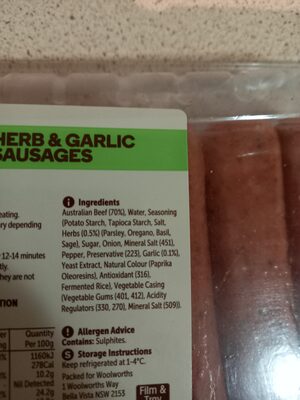 HERB & GARLIC
SAUSAGES
Ingredients
Australian Beef (70%), Water, Seasoning
(Potato Starch, Tapioca Starch, Salt,
Herbs (0.5%) (Parsley, Oregano, Basil,
Sage), Sugar, Onion, Mineral Salt (451),
Pepper, Preservative (223), Garlic (0.1%),
Yeast Extract, Natural Colour (Paprika
Oleoresins), Antioxidant (316),
Fermented Rice), Vegetable Casing
(Vegetable Gums (401, 412), Acidity
Regulators (330, 270), Mineral Salt (509)).
Allergen Advice
Contains: Sulphites.
Storage Instructions
Keep refrigerated at 1-4°C.
Packed for Woolworths
1 Woolworths Way
Bella Vista NSW 2153
Film &
Tray
eating.
ry depending
12-14 minutes
tly.
they are not
TION
Quantity
Per 100g
1160kJ
278Cal
10.2g
Nil Detected
24.2g